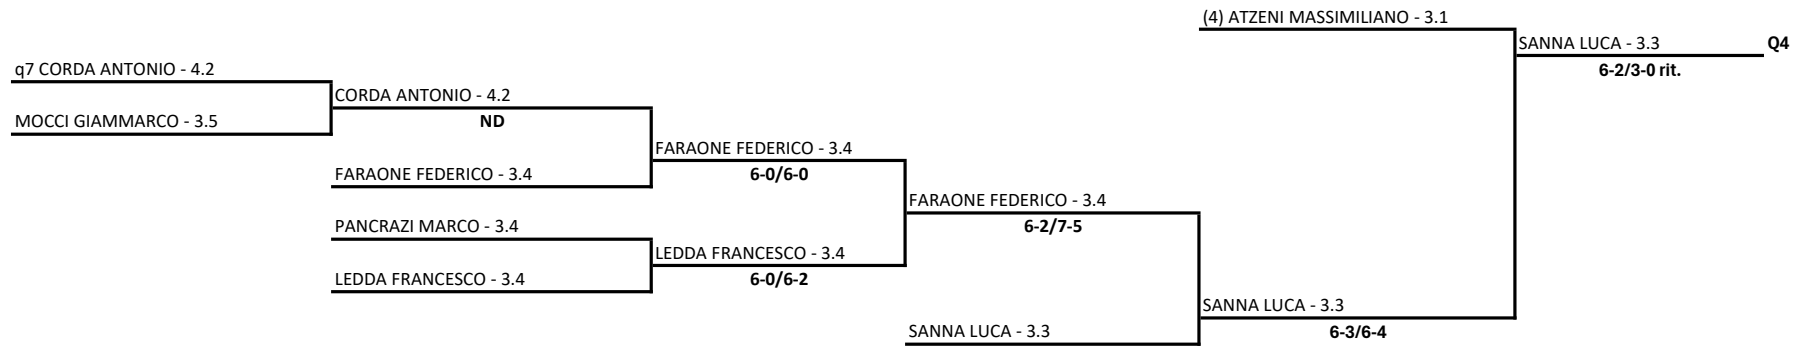 (4) ATZENI MASSIMILIANO - 3.1
SANNA LUCA - 3.3
Q4
6-2/3-0 rit.
q7 CORDA ANTONIO - 4.2
CORDA ANTONIO - 4.2
MOCCI GIAMMARCO - 3.5
ND
FARAONE FEDERICO - 3.4
6-0/6-0
FARAONE FEDERICO - 3.4
FARAONE FEDERICO - 3.4
6-2/7-5
PANCRAZI MARCO - 3.4
LEDDA FRANCESCO - 3.4
6-0/6-2
LEDDA FRANCESCO - 3.4
SANNA LUCA - 3.3
6-3/6-4
SANNA LUCA - 3.3